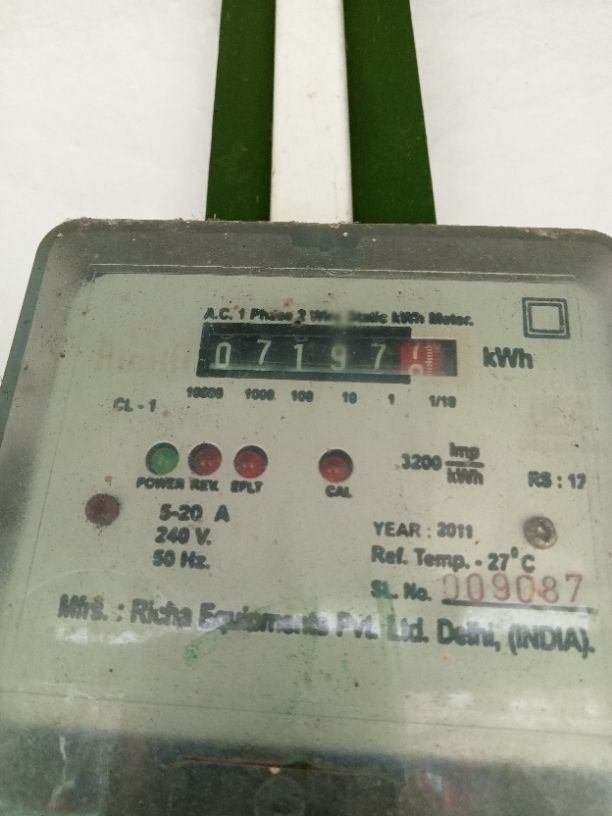 A.C. 1 Phase 2 Wire Static kWh Meter.
07197 kWh
10000 1000 100 10 1 1/10
CL - 1
3200 Imp/kWh
RS : 17
POWER REV. EFLT CAL
5-20 A
240 V.
50 Hz.
YEAR : 2011
Ref. Temp. - 27°C
SL. No. 009087
Mfrs. : Richa Equipments Pvt. Ltd. Delhi, (INDIA).